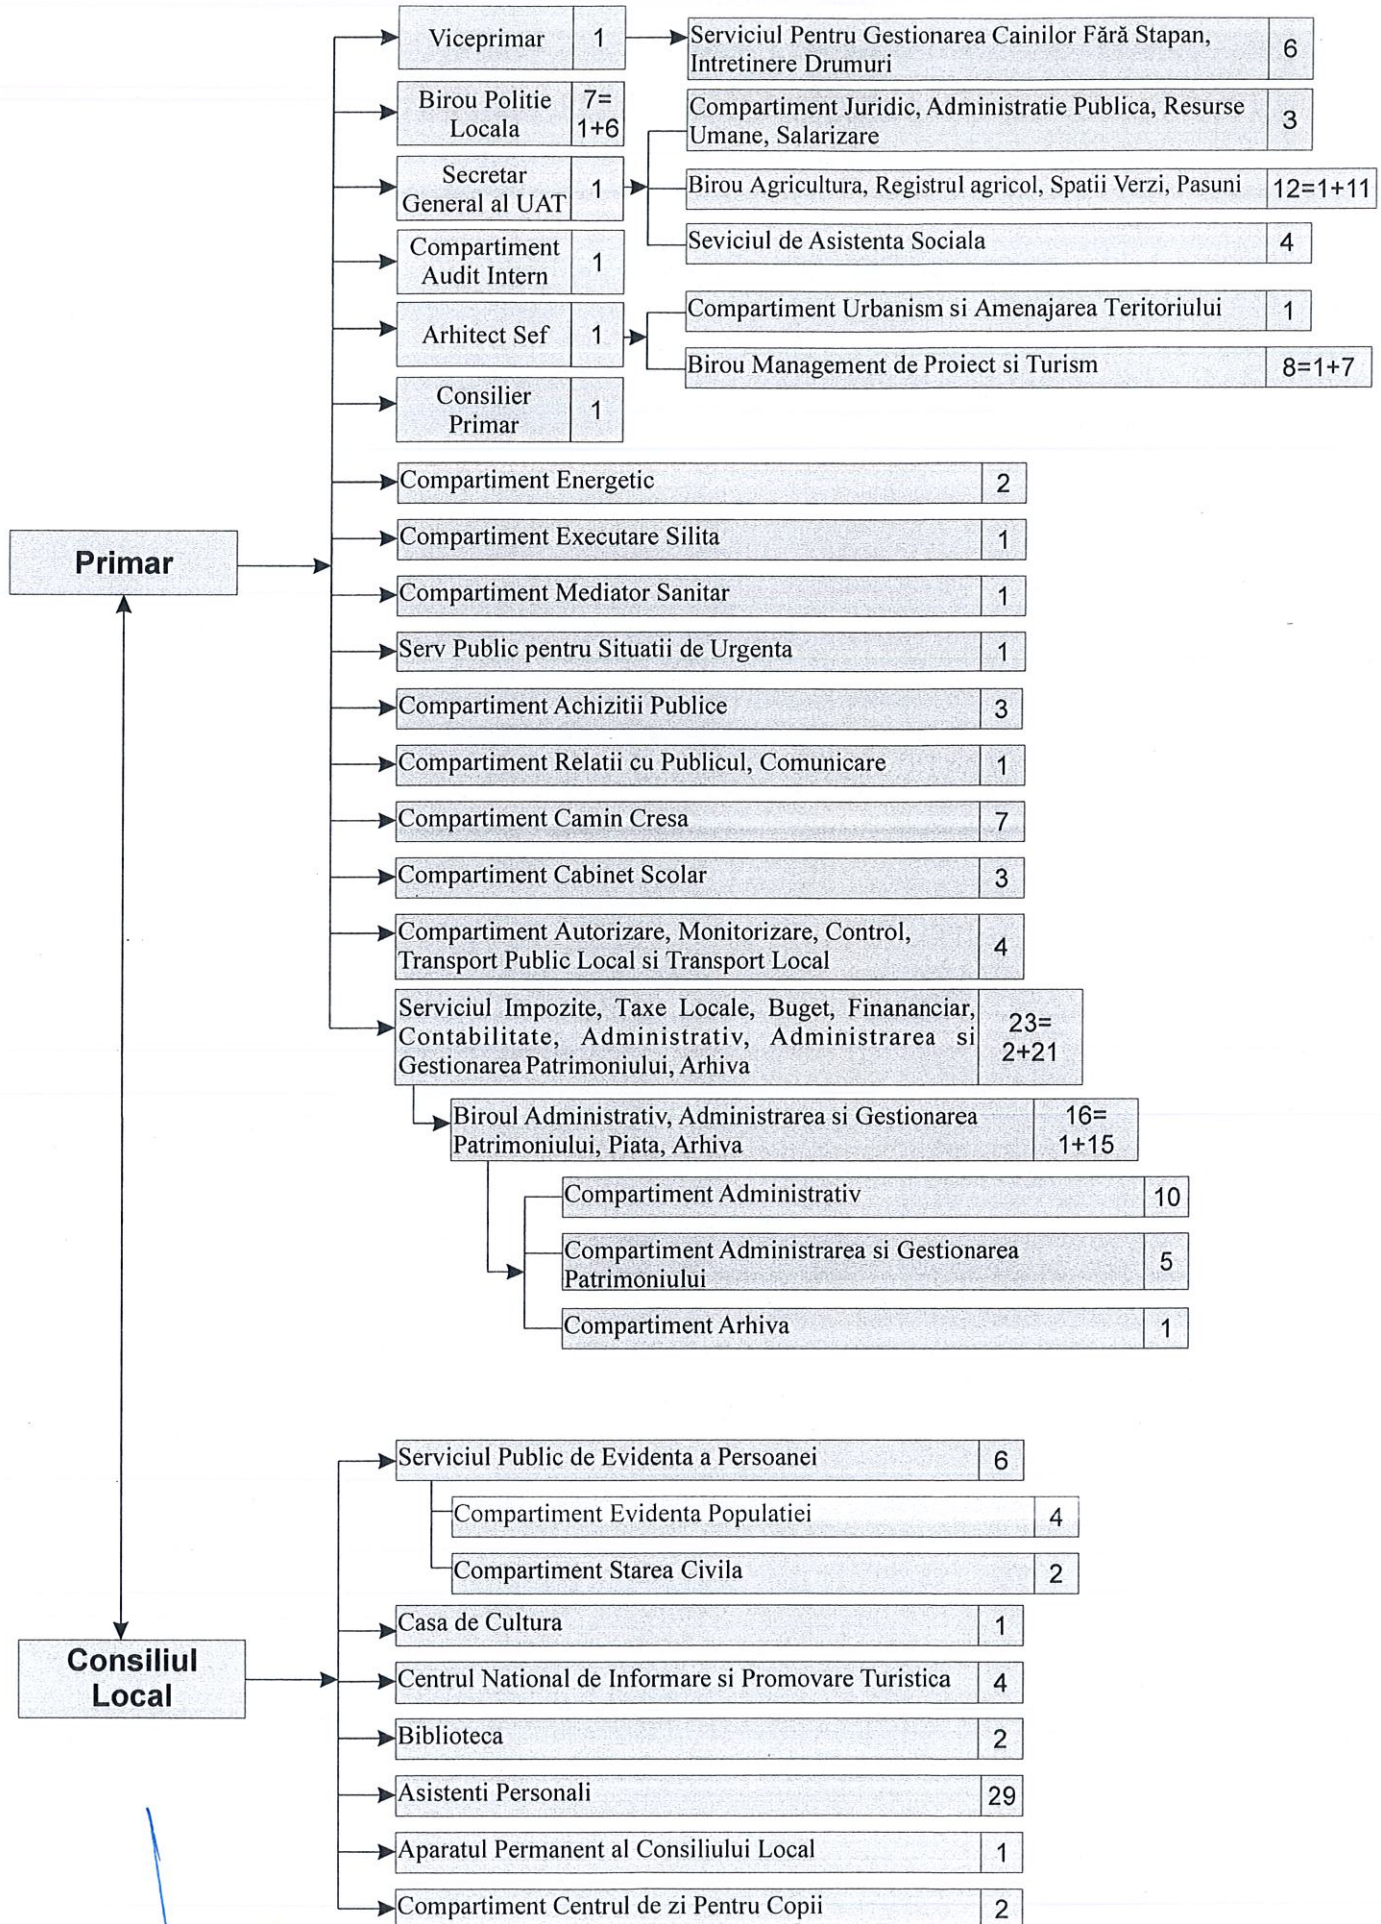 Viceprimar 1
Serviciul Pentru Gestionarea Cainilor Fără Stapan,
Intretinere Drumuri
6
Birou Politie
Locala
7=
1+6
Compartiment Juridic, Administratie Publica, Resurse
Umane, Salarizare
3
Secretar
General al UAT
1
Birou Agricultura, Registrul agricol, Spatii Verzi, Pasuni 12=1+11
Seviciul de Asistenta Sociala 4
Compartiment
Audit Intern
1
Arhitect Sef 1
Compartiment Urbanism si Amenajarea Teritoriului 1
Birou Management de Proiect si Turism 8=1+7
Consilier
Primar
1
Compartiment Energetic 2
Compartiment Executare Silita 1
Primar
Compartiment Mediator Sanitar 1
Serv Public pentru Situatii de Urgenta 1
Compartiment Achizitii Publice 3
Compartiment Relatii cu Publicul, Comunicare 1
Compartiment Camin Cresa 7
Compartiment Cabinet Scolar 3
Compartiment Autorizare, Monitorizare, Control,
Transport Public Local si Transport Local
4
Serviciul Impozite, Taxe Locale, Buget, Finananciar,
Contabilitate, Administrativ, Administrarea si
Gestionarea Patrimoniului, Arhiva
23=
2+21
Biroul Administrativ, Administrarea si Gestionarea
Patrimoniului, Piata, Arhiva
16=
1+15
Compartiment Administrativ 10
Compartiment Administrarea si Gestionarea
Patrimoniului
5
Compartiment Arhiva 1
Serviciul Public de Evidenta a Persoanei 6
Compartiment Evidenta Populatiei 4
Compartiment Starea Civila 2
Casa de Cultura 1
Consiliul
Local
Centrul National de Informare si Promovare Turistica 4
Biblioteca 2
Asistenti Personali 29
Aparatul Permanent al Consiliului Local 1
Compartiment Centrul de zi Pentru Copii 2